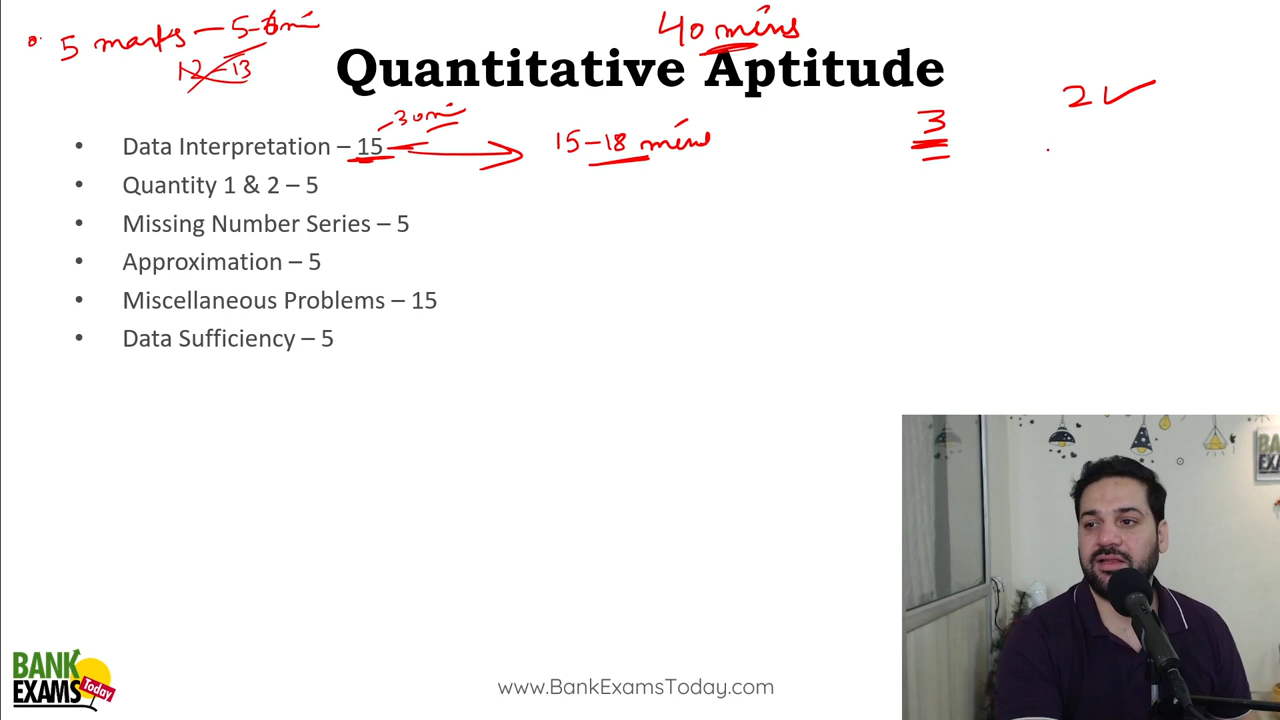 5 marks – 5-6 min
12-13
40 mins
Quantitative Aptitude
2 ✓
-30 min
3
• Data Interpretation – 15
15-18 mins
• Quantity 1 & 2 – 5
• Missing Number Series – 5
• Approximation – 5
• Miscellaneous Problems – 15
• Data Sufficiency – 5
BANK EXAMS Today
www.BankExamsToday.com